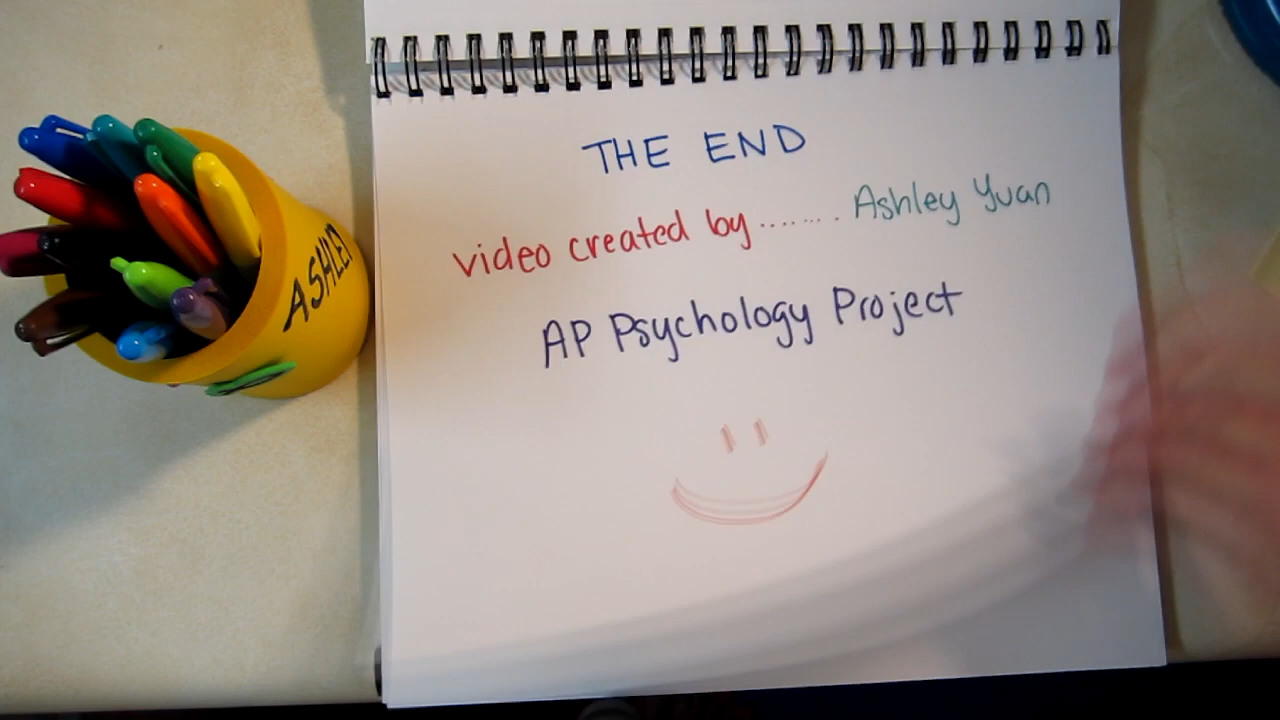 THE END
video created by........ Ashley Yuan
AP Psychology Project
ASHLEY